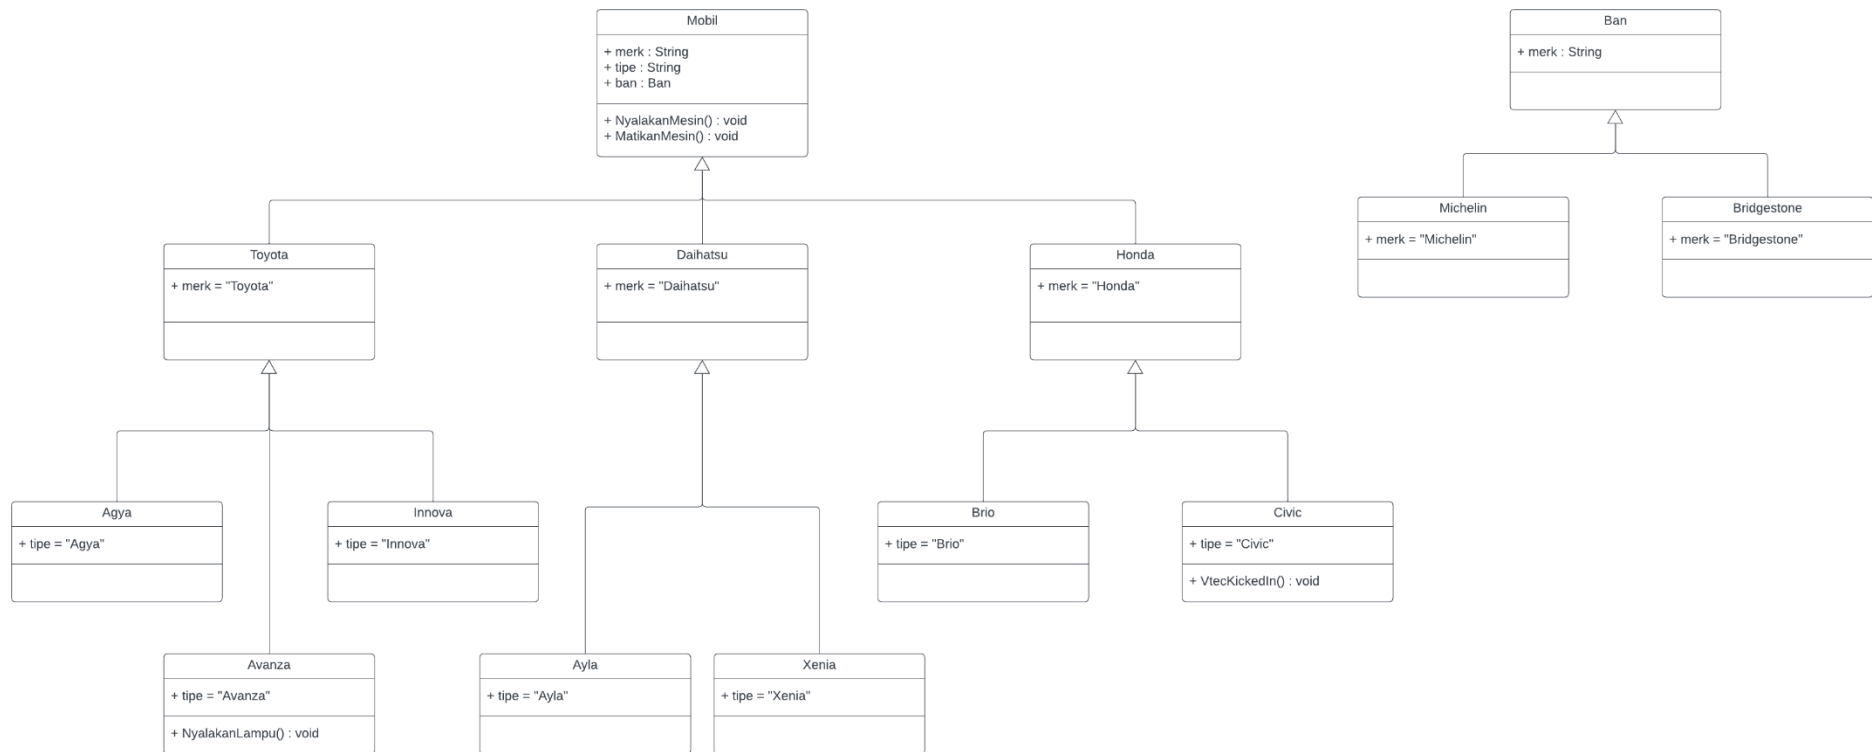 Mobil
+ merk : String
+ tipe : String
+ ban : Ban
+ NyalakanMesin() : void
+ MatikanMesin() : void
Ban
+ merk : String
Toyota
+ merk = "Toyota"
Daihatsu
+ merk = "Daihatsu"
Honda
+ merk = "Honda"
Michelin
+ merk = "Michelin"
Bridgestone
+ merk = "Bridgestone"
Agya
+ tipe = "Agya"
Innova
+ tipe = "Innova"
Brio
+ tipe = "Brio"
Civic
+ tipe = "Civic"
+ VtecKickedIn() : void
Avanza
+ tipe = "Avanza"
+ NyalakanLampu() : void
Ayla
+ tipe = "Ayla"
Xenia
+ tipe = "Xenia"